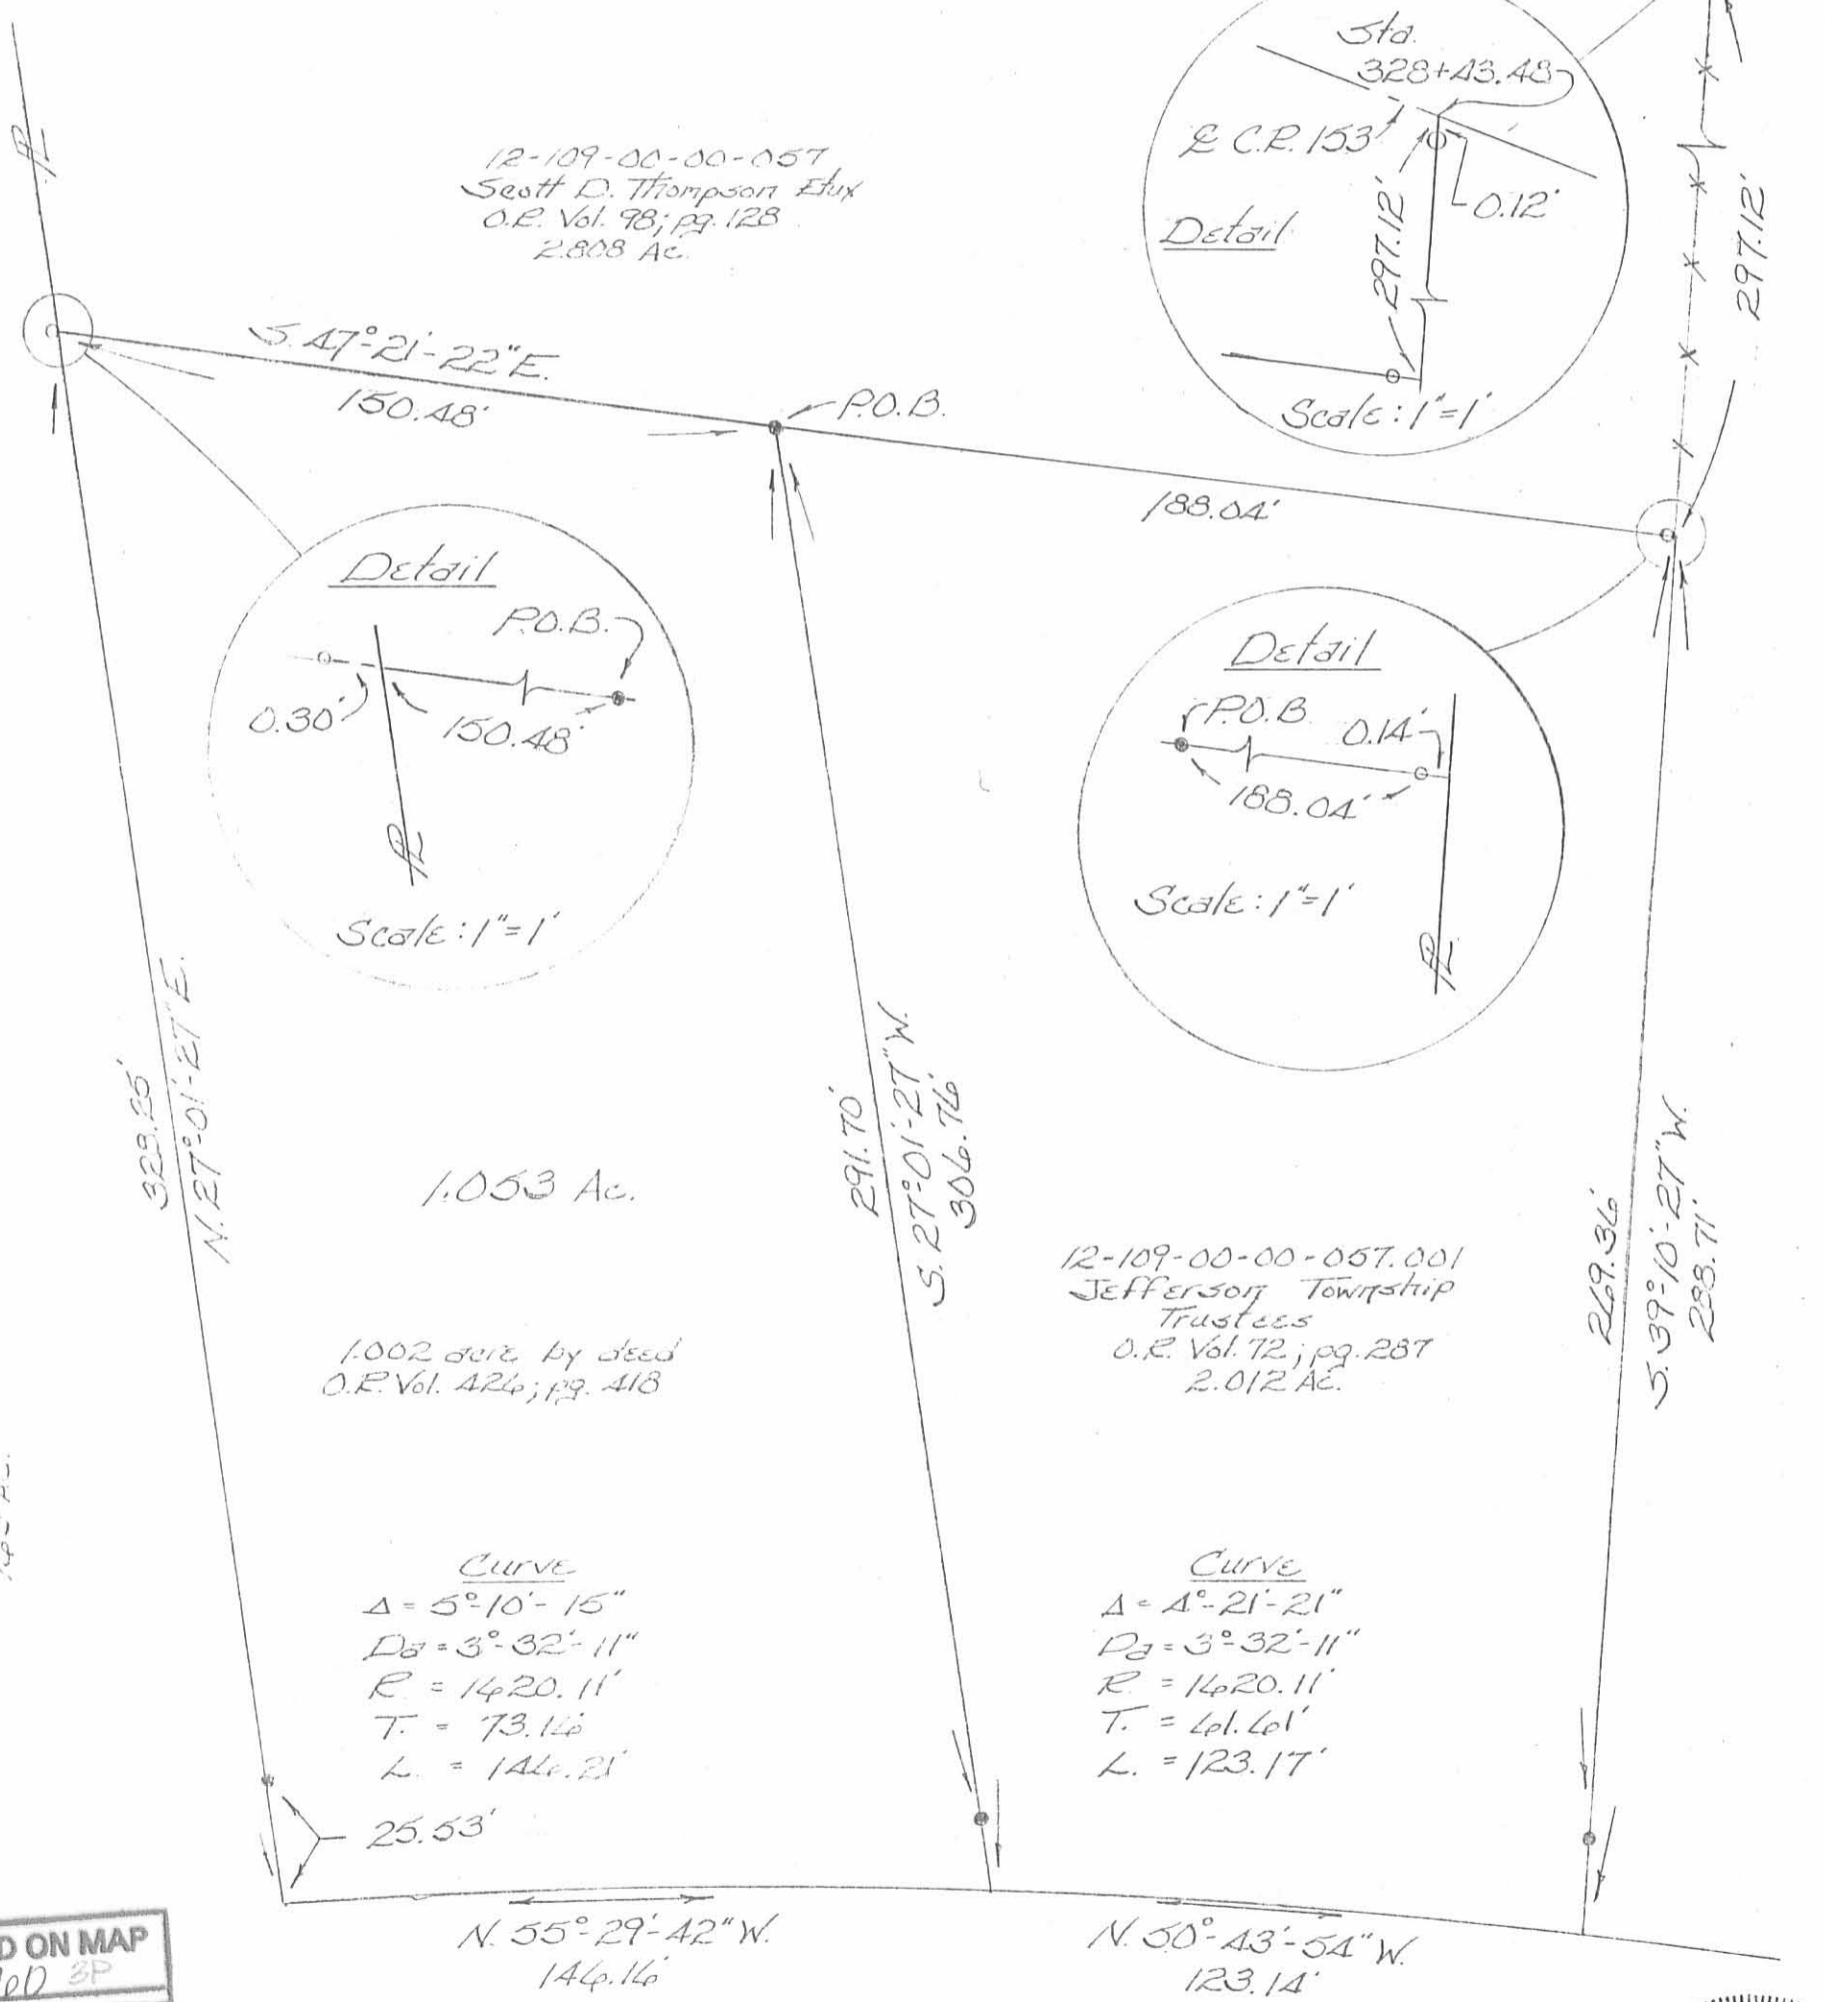 Sta.
328+43.48
℄ C.R. 153
0.12'
297.12'
Detail
Scale: 1"=1'
297.12'
℄
12-109-00-00-057
Scott D. Thompson Etux
O.R. Vol. 98; pg. 128
2.808 Ac.
S. 47°-21'-22" E.
150.48'
P.O.B.
188.04'
Detail
P.O.B.
0.30'
150.48'
℄
Scale: 1"=1'
Detail
P.O.B.
0.14'
188.04'
℄
Scale: 1"=1'
323.25'
N. 27°-01'-27" E.
291.70'
S. 27°-01'-27" W.
306.76'
269.36'
S. 39°-10'-27" W.
288.71'
1.053 Ac.
1.002 acre by deed
O.R. Vol. 426; pg. 418
12-109-00-00-057.001
Jefferson Township
Trustees
O.R. Vol. 72; pg. 287
2.012 Ac.
Curve
Δ = 5°-10'-15"
Da = 3°-32'-11"
R = 1620.11'
T. = 73.16
L. = 146.21'
Curve
Δ = 4°-21'-21"
Da = 3°-32'-11"
R. = 1620.11'
T. = 61.61'
L. = 123.17'
25.53'
N. 55°-29'-42" W.
146.16
N. 50°-43'-54" W.
123.14'
D ON MAP
3P